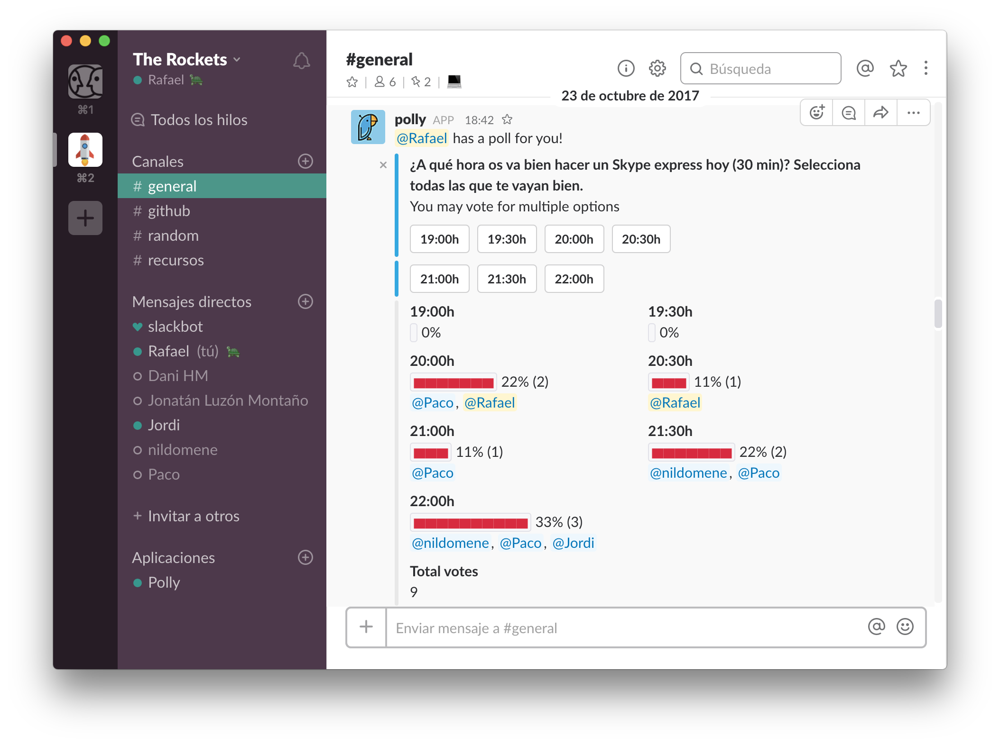 ⌘1
⌘2
The Rockets
Rafael
Todos los hilos
Canales
# general
# github
# random
# recursos
Mensajes directos
slackbot
Rafael (tú)
Dani HM
Jonatán Luzón Montaño
Jordi
nildomene
Paco
+ Invitar a otros
Aplicaciones
Polly
#general
6 | 2 |
Búsqueda
23 de octubre de 2017
polly APP 18:42
@Rafael has a poll for you!
¿A qué hora os va bien hacer un Skype express hoy (30 min)? Selecciona
todas las que te vayan bien.
You may vote for multiple options
19:00h 19:30h 20:00h 20:30h
21:00h 21:30h 22:00h
19:00h
0%
19:30h
0%
20:00h
22% (2)
@Paco, @Rafael
20:30h
11% (1)
@Rafael
21:00h
11% (1)
@Paco
21:30h
22% (2)
@nildomene, @Paco
22:00h
33% (3)
@nildomene, @Paco, @Jordi
Total votes
9
Enviar mensaje a #general